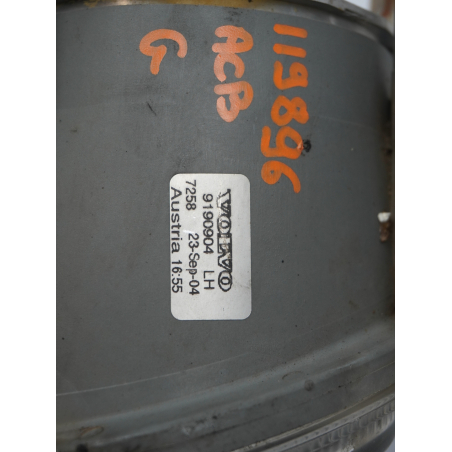 119896
ACB
G
VOLVO
9190904 LH
7258 23-Sep-04
Austria 16:55